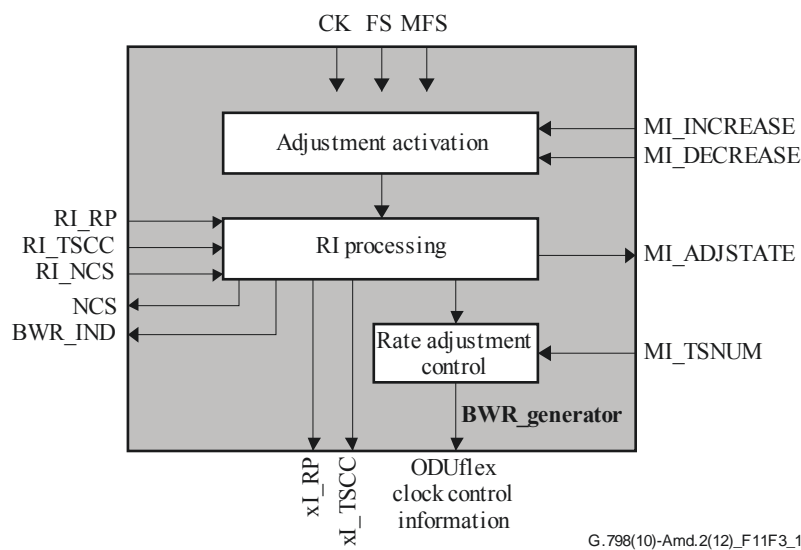 CK FS MFS
Adjustment activation
MI_INCREASE
MI_DECREASE
RI_RP
RI_TSCC
RI_NCS
RI processing
MI_ADJSTATE
NCS
BWR_IND
Rate adjustment
control
MI_TSNUM
BWR_generator
xI_RP
xI_TSCC
ODUflex
clock control
information
G.798(10)-Amd.2(12)_F11F3_1